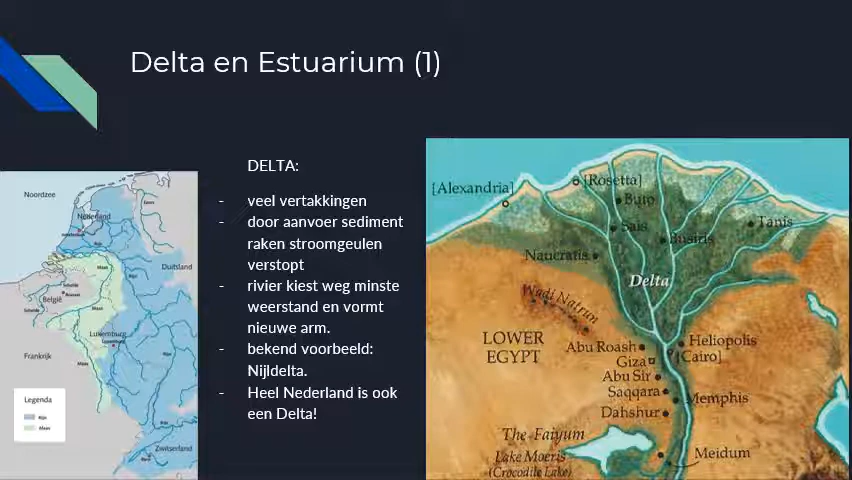 Delta en Estuarium (1)
DELTA:
- veel vertakkingen
- door aanvoer sediment
raken stroomgeulen
verstopt
- rivier kiest weg minste
weerstand en vormt
nieuwe arm.
- bekend voorbeeld:
Nijldelta.
- Heel Nederland is ook
een Delta!
Noordzee
Nederland
Duitsland
België
Luxemburg
Frankrijk
Zwitserland
Maas
Schelde
Legenda
Rijn
Maas
[Alexandria]
[Rosetta]
Buto
Sais
Busiris
Tanis
Naucratis
Delta
Wadi Natrun
LOWER
EGYPT
Abu Roash
Heliopolis
Giza
[Cairo]
Abu Sir
Saqqara
Memphis
Dahshur
The Faiyum
Meidum
Lake Moeris
(Crocodile Lake)